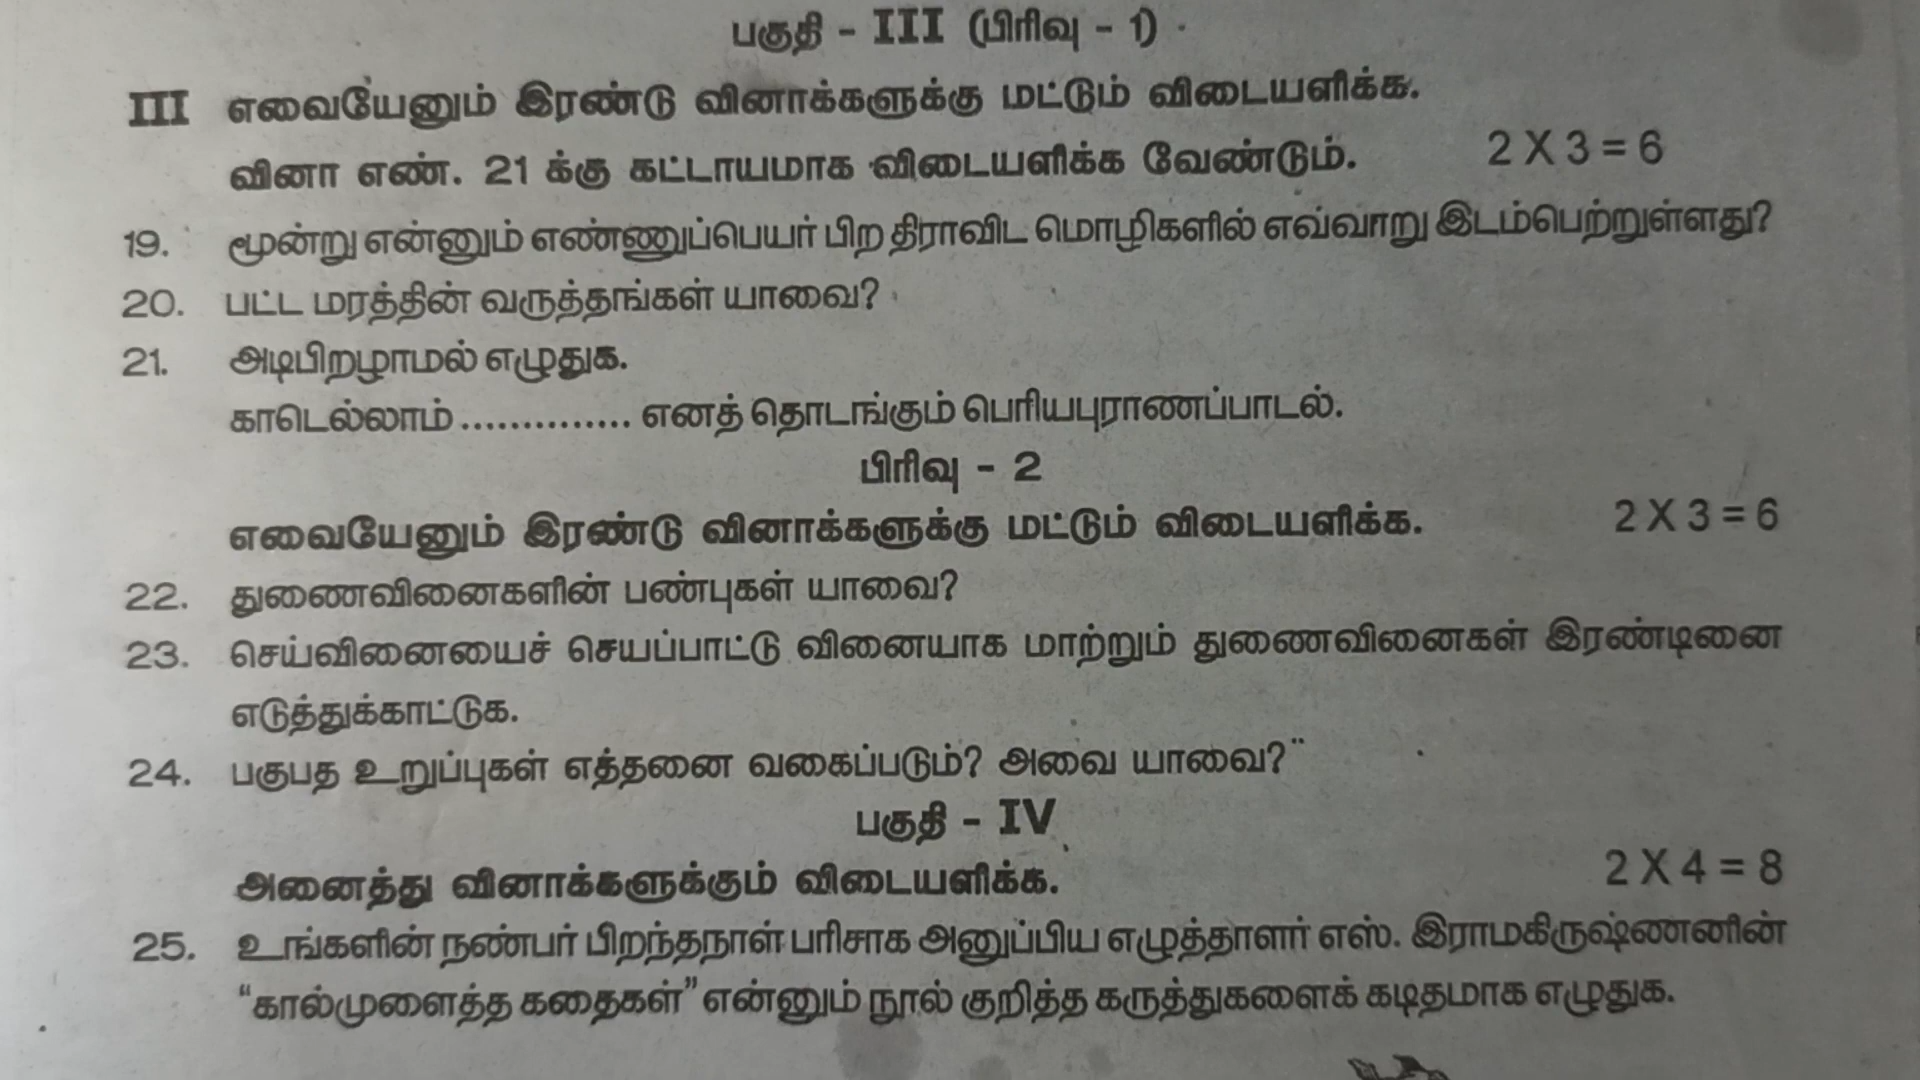 பகுதி - III (பிரிவு - 1)
III எவையேனும் இரண்டு வினாக்களுக்கு மட்டும் விடையளிக்க.
வினா எண். 21 க்கு கட்டாயமாக விடையளிக்க வேண்டும். 2 X 3 = 6
19. மூன்று என்னும் எண்ணுப்பெயர் பிற திராவிட மொழிகளில் எவ்வாறு இடம்பெற்றுள்ளது?
20. பட்ட மரத்தின் வருத்தங்கள் யாவை?
21. அடிபிறழாமல் எழுதுக.
காடெல்லாம் .............. எனத் தொடங்கும் பெரியபுராணப்பாடல்.
பிரிவு - 2
எவையேனும் இரண்டு வினாக்களுக்கு மட்டும் விடையளிக்க. 2 X 3 = 6
22. துணைவினைகளின் பண்புகள் யாவை?
23. செய்வினையைச் செயப்பாட்டு வினையாக மாற்றும் துணைவினைகள் இரண்டினை
எடுத்துக்காட்டுக.
24. பகுபத உறுப்புகள் எத்தனை வகைப்படும்? அவை யாவை?
பகுதி - IV
அனைத்து வினாக்களுக்கும் விடையளிக்க. 2 X 4 = 8
25. உங்களின் நண்பர் பிறந்தநாள் பரிசாக அனுப்பிய எழுத்தாளர் எஸ். இராமகிருஷ்ணனின்
“கால்முளைத்த கதைகள்” என்னும் நூல் குறித்த கருத்துகளைக் கடிதமாக எழுதுக.